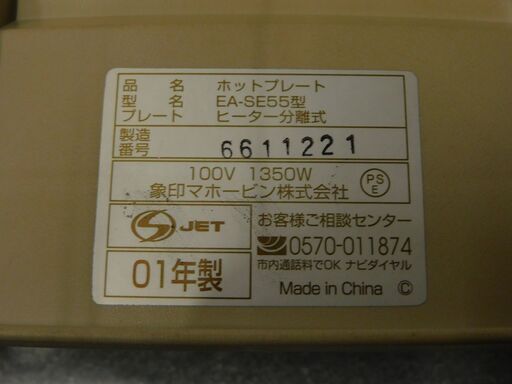 品名 ホットプレート
型名 EA-SE55型
プレート ヒーター分離式
製造番号 6611221
100V 1350W
象印マホービン株式会社
PSE
JET
お客様ご相談センター
0570-011874
市内通話料でOK ナビダイヤル
01年製
Made in China ©